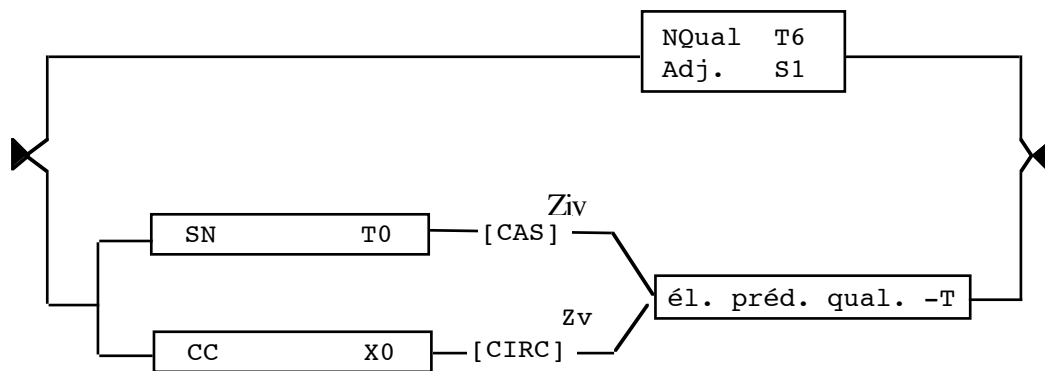 NQual T6
Adj. S1
Ziv
SN T0 [CAS]
él. préd. qual. -T
Zv
CC X0 [CIRC]